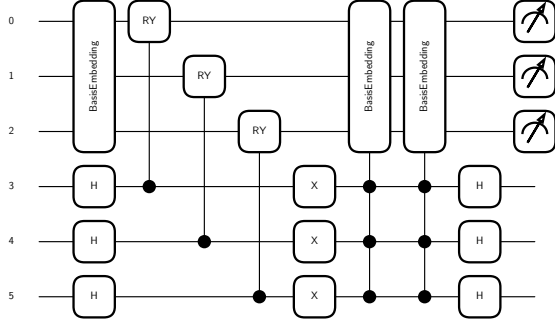 0 BasisEmbedding RY BasisEmbedding BasisEmbedding
1 RY
2 RY
3 H X H
4 H X H
5 H X H